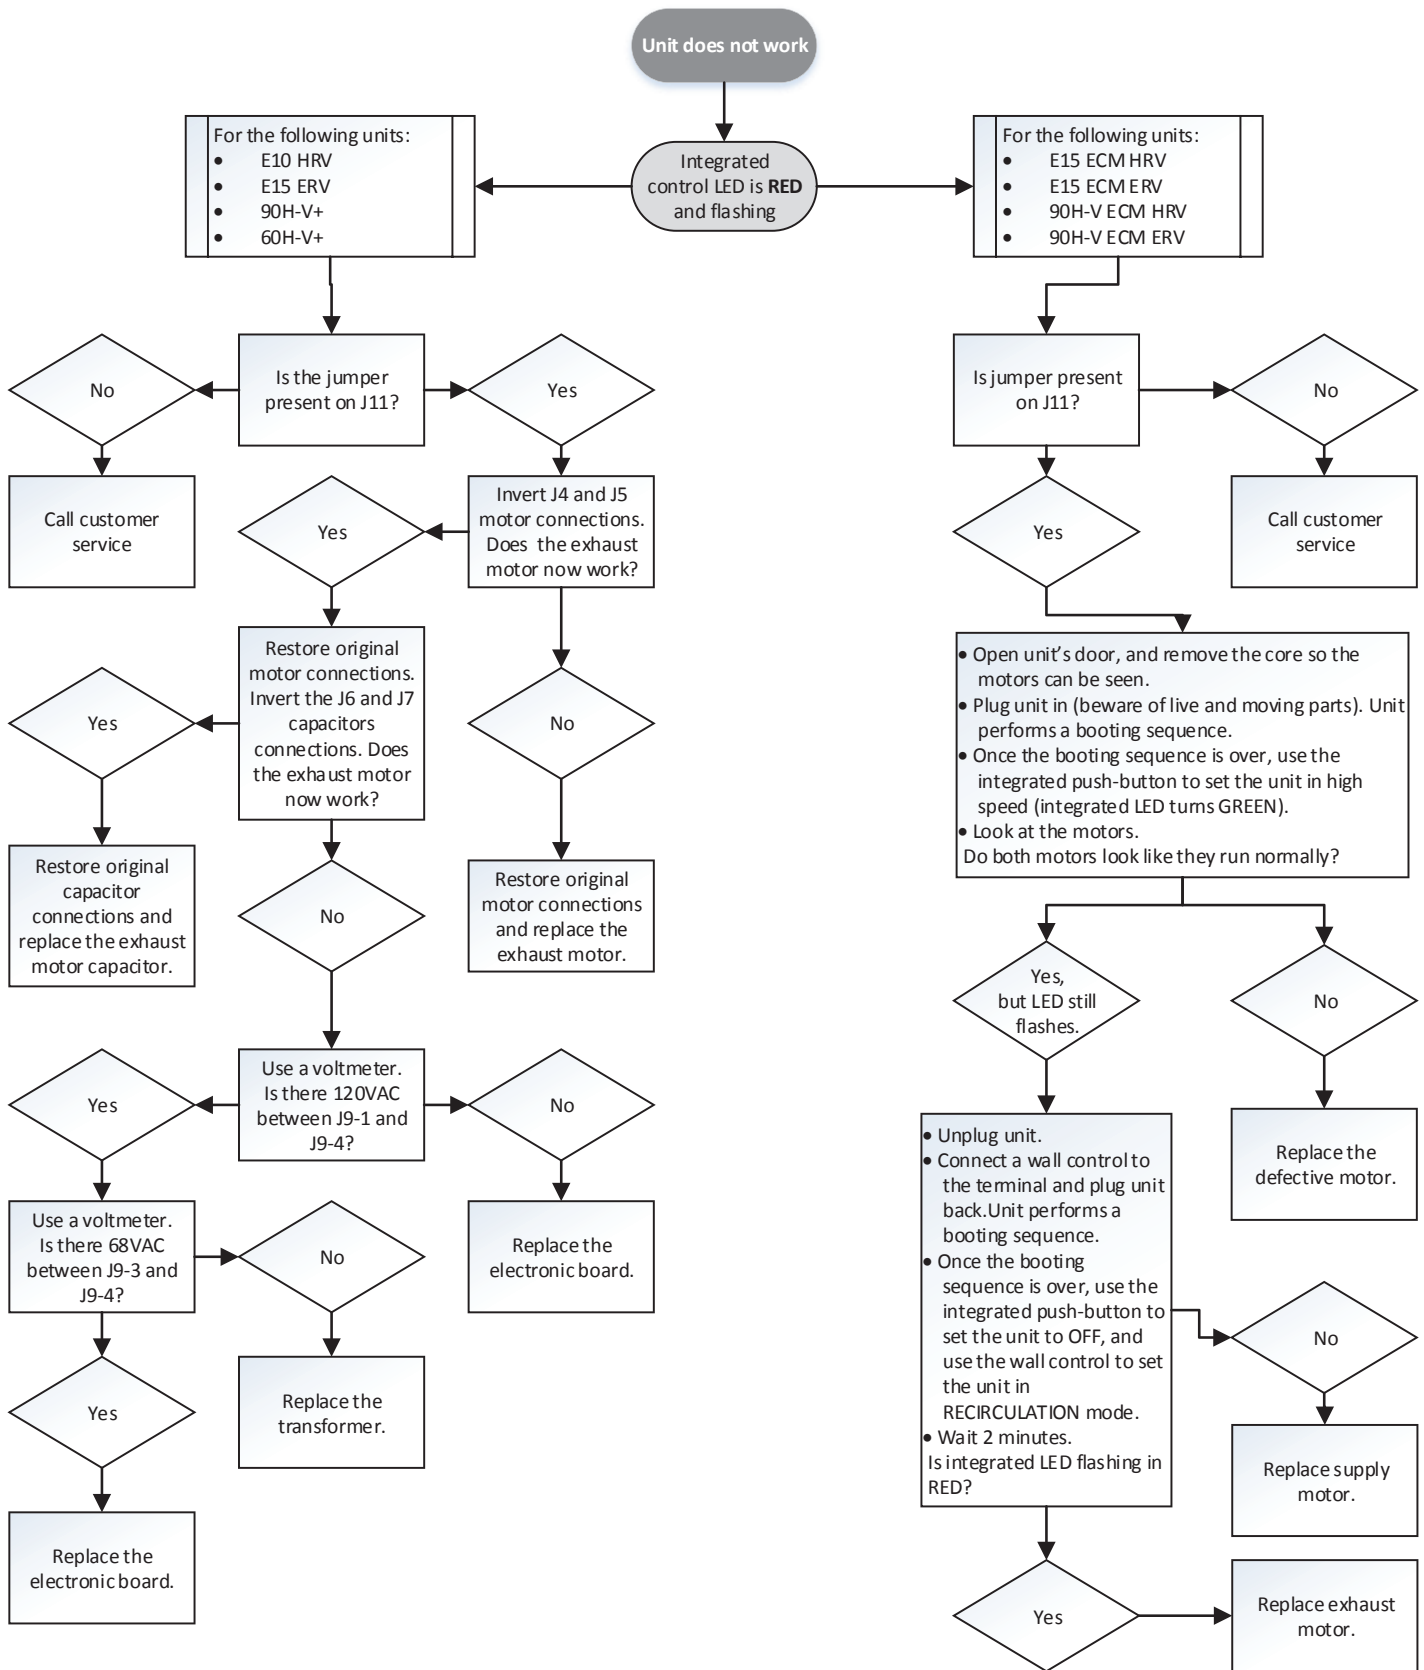 Unit does not work
Integrated
control LED is RED
and flashing
For the following units:
• E10 HRV
• E15 ERV
• 90H-V+
• 60H-V+
Is the jumper
present on J11?
No
Call customer
service
Yes
Invert J4 and J5
motor connections.
Does the exhaust
motor now work?
Yes
Restore original
motor connections.
Invert the J6 and J7
capacitors
connections. Does
the exhaust motor
now work?
No
Restore original
motor connections
and replace the
exhaust motor.
Yes
Restore original
capacitor
connections and
replace the exhaust
motor capacitor.
No
Use a voltmeter.
Is there 120VAC
between J9-1 and
J9-4?
Yes
No
Replace the
electronic board.
Use a voltmeter.
Is there 68VAC
between J9-3 and
J9-4?
No
Replace the
transformer.
Yes
Replace the
electronic board.
For the following units:
• E15 ECM HRV
• E15 ECM ERV
• 90H-V ECM HRV
• 90H-V ECM ERV
Is jumper present
on J11?
No
Call customer
service
Yes
• Open unit's door, and remove the core so the
motors can be seen.
• Plug unit in (beware of live and moving parts). Unit
performs a booting sequence.
• Once the booting sequence is over, use the
integrated push-button to set the unit in high
speed (integrated LED turns GREEN).
• Look at the motors.
Do both motors look like they run normally?
Yes,
but LED still
flashes.
No
Replace the
defective motor.
• Unplug unit.
• Connect a wall control to
the terminal and plug unit
back.Unit performs a
booting sequence.
• Once the booting
sequence is over, use the
integrated push-button to
set the unit to OFF, and
use the wall control to set
the unit in
RECIRCULATION mode.
• Wait 2 minutes.
Is integrated LED flashing in
RED?
No
Replace supply
motor.
Yes
Replace exhaust
motor.